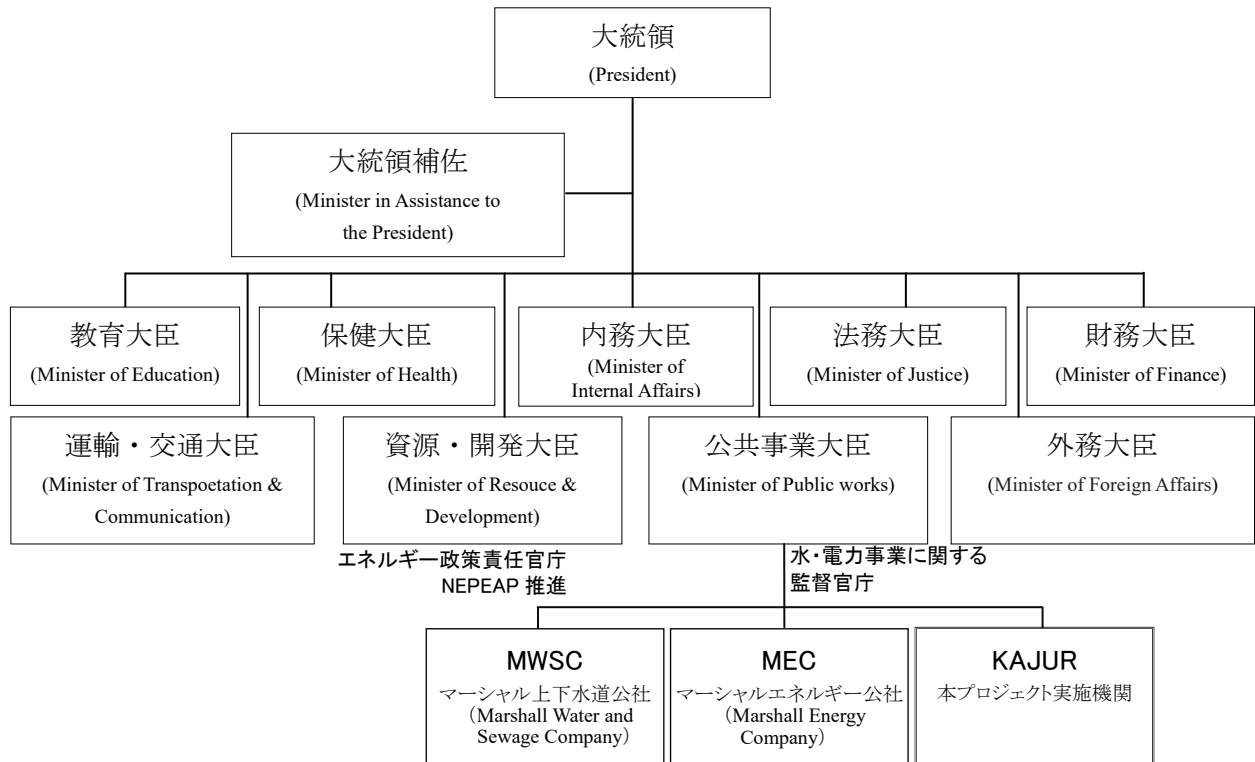 大統領
(President)
大統領補佐
(Minister in Assistance to
the President)
教育大臣
(Minister of Education)
保健大臣
(Minister of Health)
内務大臣
(Minister of
Internal Affairs)
法務大臣
(Minister of Justice)
財務大臣
(Minister of Finance)
運輸・交通大臣
(Minister of Transpoetation &
Communication)
資源・開発大臣
(Minister of Resouce &
Development)
公共事業大臣
(Minister of Public works)
外務大臣
(Minister of Foreign Affairs)
エネルギー政策責任官庁
NEPEAP 推進
水・電力事業に関する
監督官庁
MWSC
マーシャル上下水道公社
(Marshall Water and
Sewage Company)
MEC
マーシャルエネルギー公社
(Marshall Energy
Company)
KAJUR
本プロジェクト実施機関